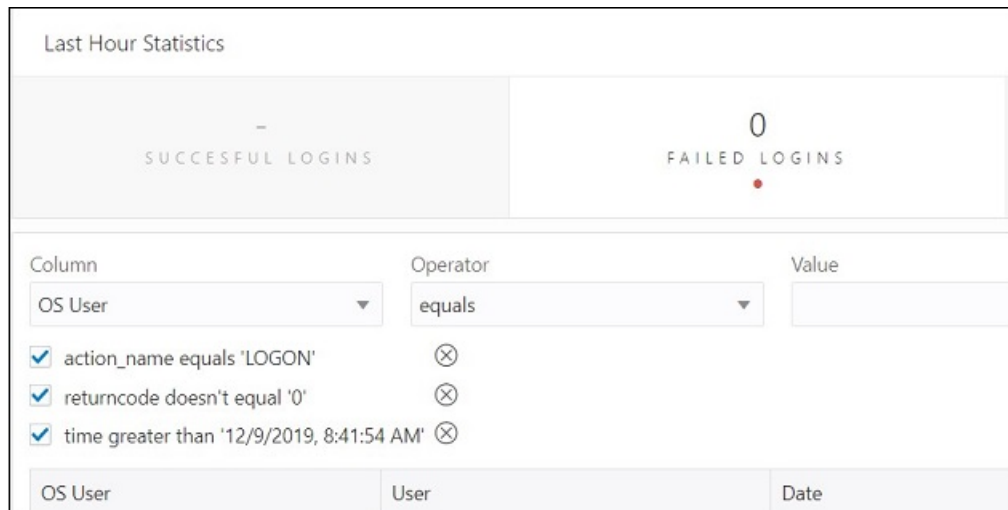 Last Hour Statistics
-
SUCCESFUL LOGINS
0
FAILED LOGINS
Column Operator Value
OS User equals
action_name equals 'LOGON'
returncode doesn't equal '0'
time greater than '12/9/2019, 8:41:54 AM'
OS User User Date